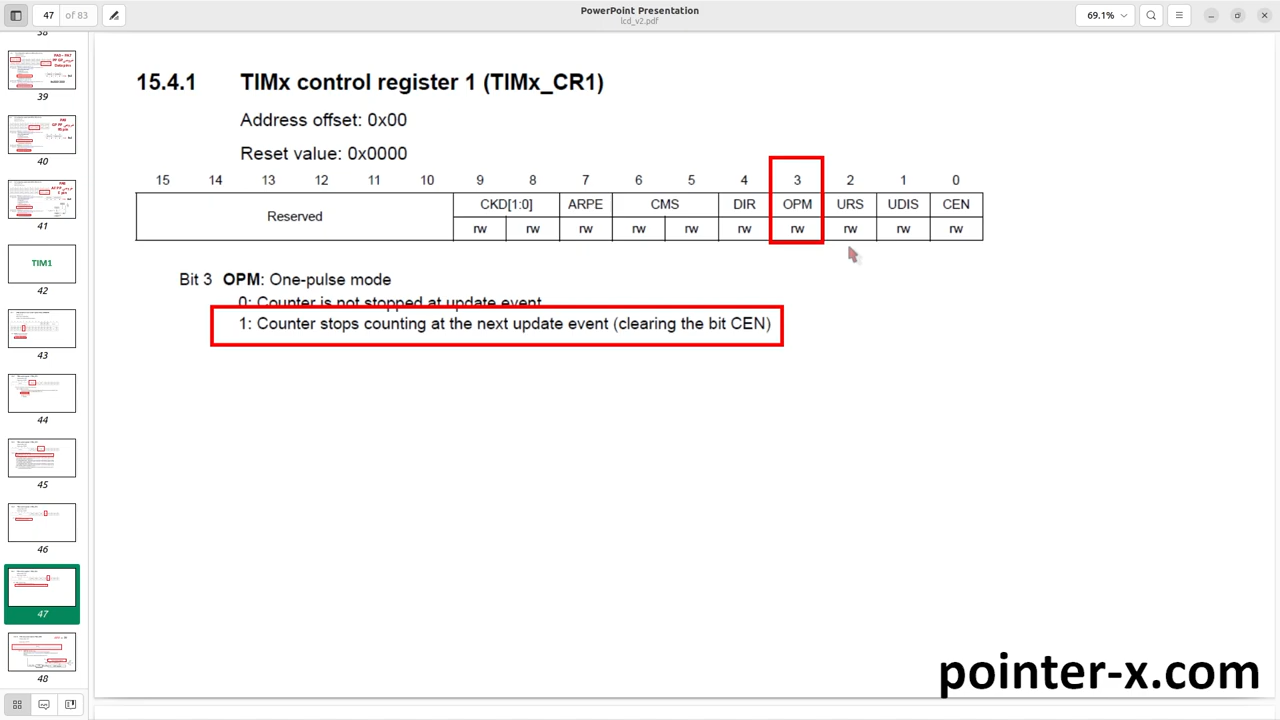 47 of 83
PowerPoint Presentation
lcd_v2.pdf
69.1%
38
39
40
41
TIM1
42
43
44
45
46
47
48
15.4.1 TIMx control register 1 (TIMx_CR1)
Address offset: 0x00
Reset value: 0x0000
15 14 13 12 11 10 9 8 7 6 5 4 3 2 1 0
Reserved CKD[1:0] ARPE CMS DIR OPM URS UDIS CEN
rw rw rw rw rw rw rw rw rw rw
Bit 3 OPM: One-pulse mode
0: Counter is not stopped at update event
1: Counter stops counting at the next update event (clearing the bit CEN)
pointer-x.com